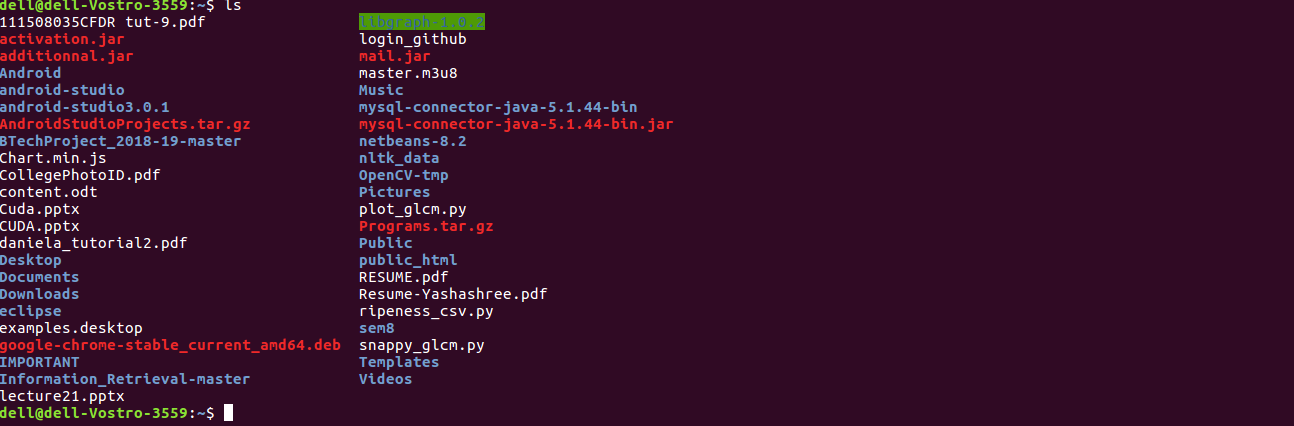 dell@dell-Vostro-3559:~$ ls
111508035CFDR tut-9.pdf libgraph-1.0.2
activation.jar login_github
additionnal.jar mail.jar
Android master.m3u8
android-studio Music
android-studio3.0.1 mysql-connector-java-5.1.44-bin
AndroidStudioProjects.tar.gz mysql-connector-java-5.1.44-bin.jar
BTechProject_2018-19-master netbeans-8.2
Chart.min.js nltk_data
CollegePhotoID.pdf OpenCV-tmp
content.odt Pictures
Cuda.pptx plot_glcm.py
CUDA.pptx Programs.tar.gz
daniela_tutorial2.pdf Public
Desktop public_html
Documents RESUME.pdf
Downloads Resume-Yashashree.pdf
eclipse ripeness_csv.py
examples.desktop sem8
google-chrome-stable_current_amd64.deb snappy_glcm.py
IMPORTANT Templates
Information_Retrieval-master Videos
lecture21.pptx
dell@dell-Vostro-3559:~$